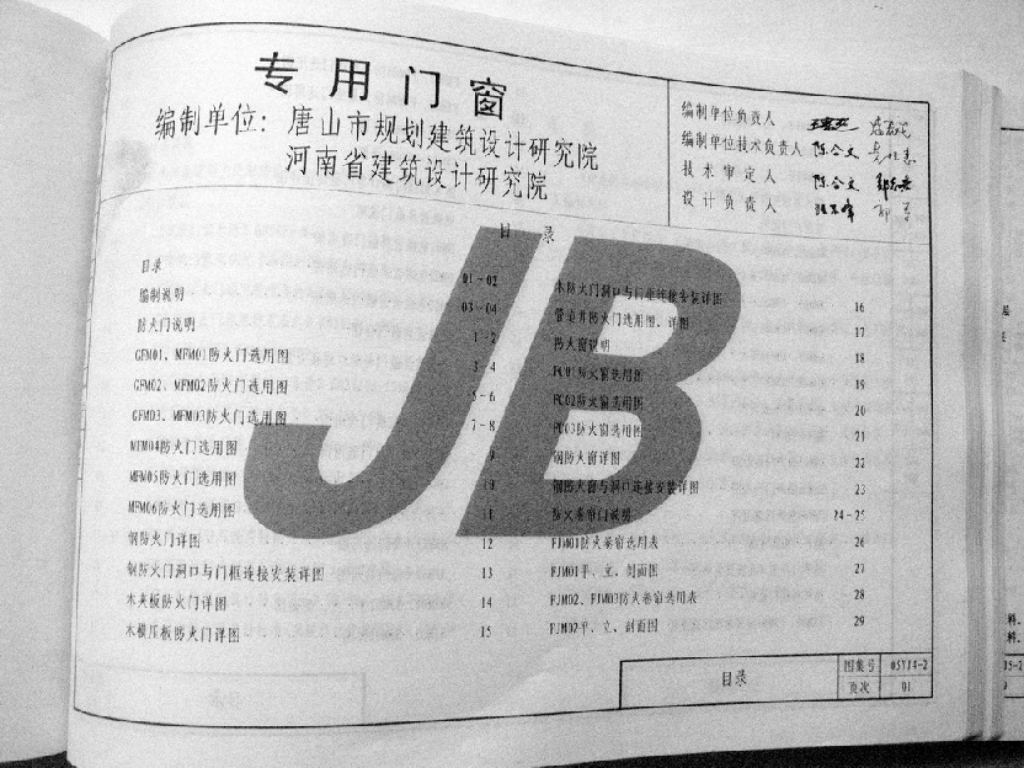 专用门窗
编制单位：唐山市规划建筑设计研究院
河南省建筑设计研究院
编制单位负责人
编制单位技术负责人 陈合文
技术审定人 陈合文
设计负责人
目 录
目录 01-02
编制说明 03-04
防火门说明 1-2
GFM01、MFM01防火门选用图 3-4
GFM02、MFM02防火门选用图 5-6
GFM03、MFM03防火门选用图 7-8
MFM04防火门选用图 9
MFM05防火门选用图 10
MFM06防火门选用图 11
钢防火门详图 12
钢防火门洞口与门框连接安装详图 13
木夹板防火门详图 14
木模压板防火门详图 15
木防火门洞口与门框连接安装详图 16
管道井防火门选用图、详图 17
防火窗说明 18
FC01防火窗选用图 19
FC02防火窗选用图 20
FC03防火窗选用图 21
钢防火窗详图 22
钢防火窗与洞口连接安装详图 23
防火卷帘门说明 24-25
FJM01防火卷帘选用表 26
FJM01平、立、剖面图 27
FJM02、FJM03防火卷帘选用表 28
FJM02平、立、剖面图 29
JB
目录
图集号 05YJ4-2
页次 01